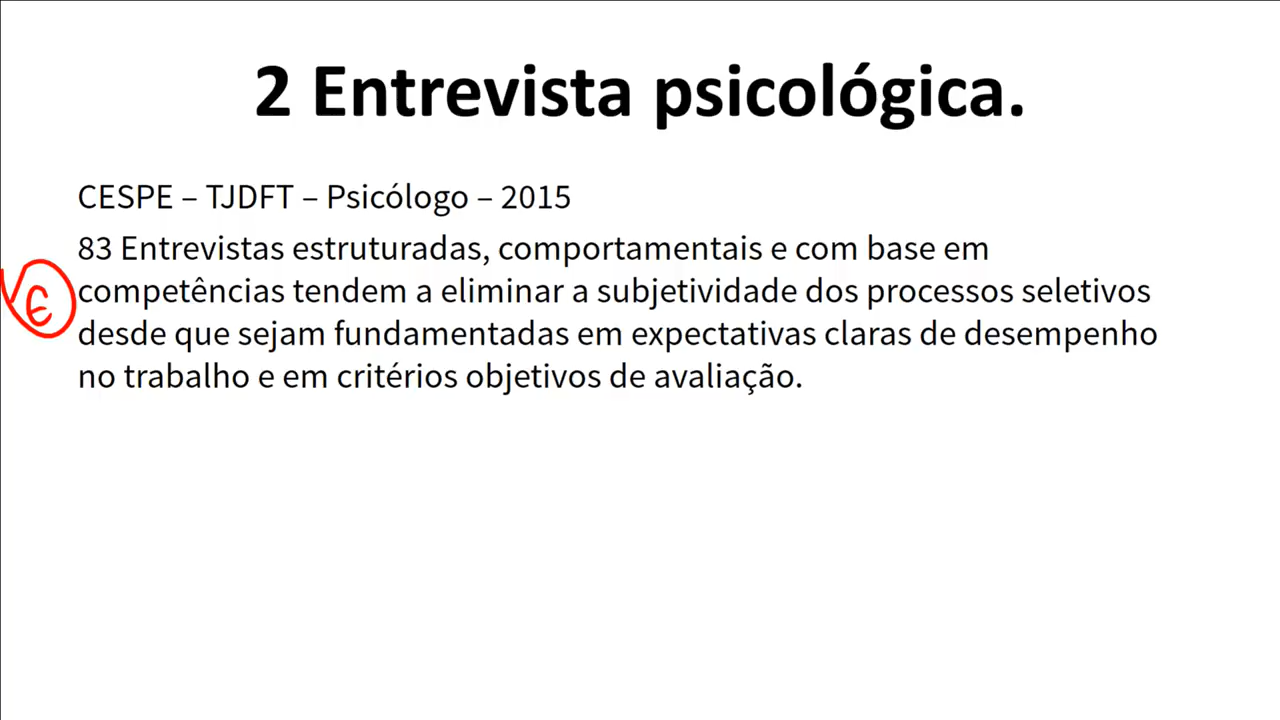 2 Entrevista psicológica.
CESPE – TJDFT – Psicólogo – 2015
83 Entrevistas estruturadas, comportamentais e com base em
E
competências tendem a eliminar a subjetividade dos processos seletivos
desde que sejam fundamentadas em expectativas claras de desempenho
no trabalho e em critérios objetivos de avaliação.